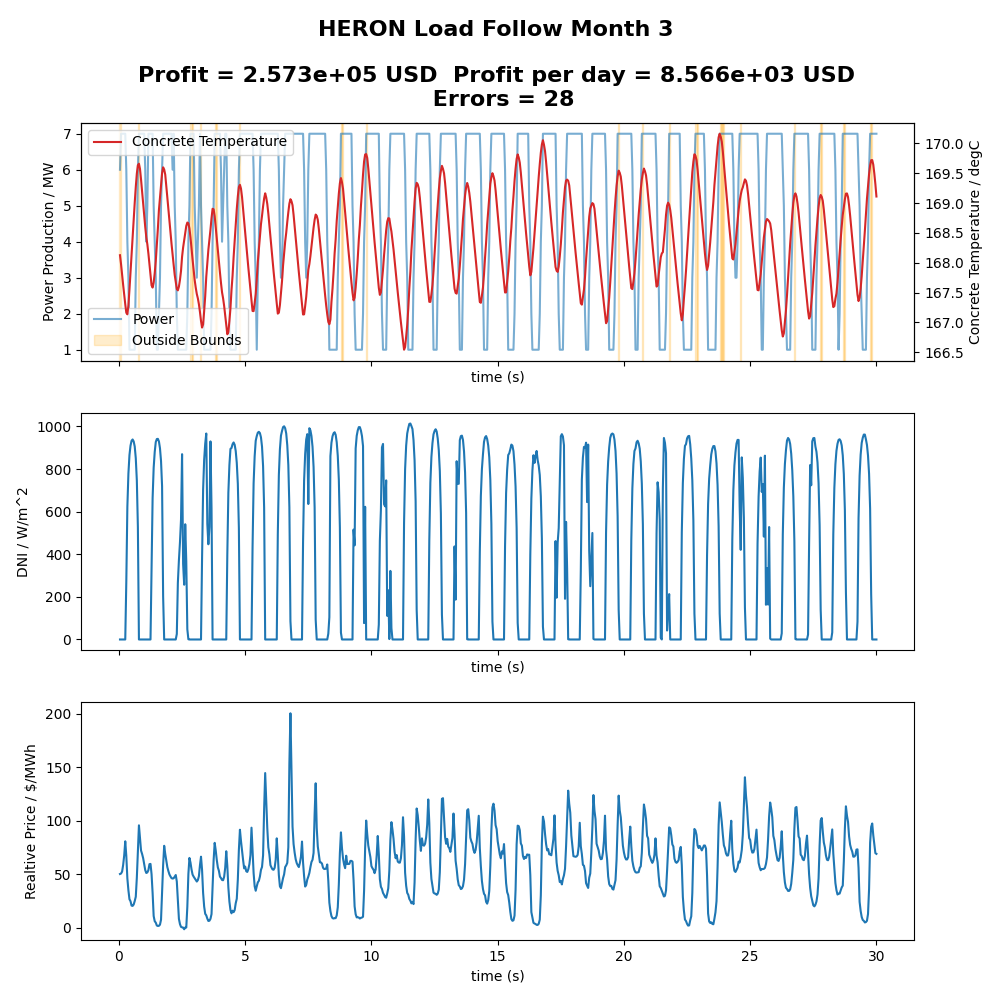 HERON Load Follow Month 3
Profit = 2.573e+05 USD  Profit per day = 8.566e+03 USD
Errors = 28
Power Production / MW
7
6
5
4
3
2
1
Concrete Temperature
Power
Outside Bounds
170.0
169.5
169.0
168.5
168.0
167.5
167.0
166.5
Concrete Temperature / degC
time (s)
DNI / W/m^2
1000
800
600
400
200
0
time (s)
Realtive Price / $/MWh
200
150
100
50
0
0 5 10 15 20 25 30
time (s)